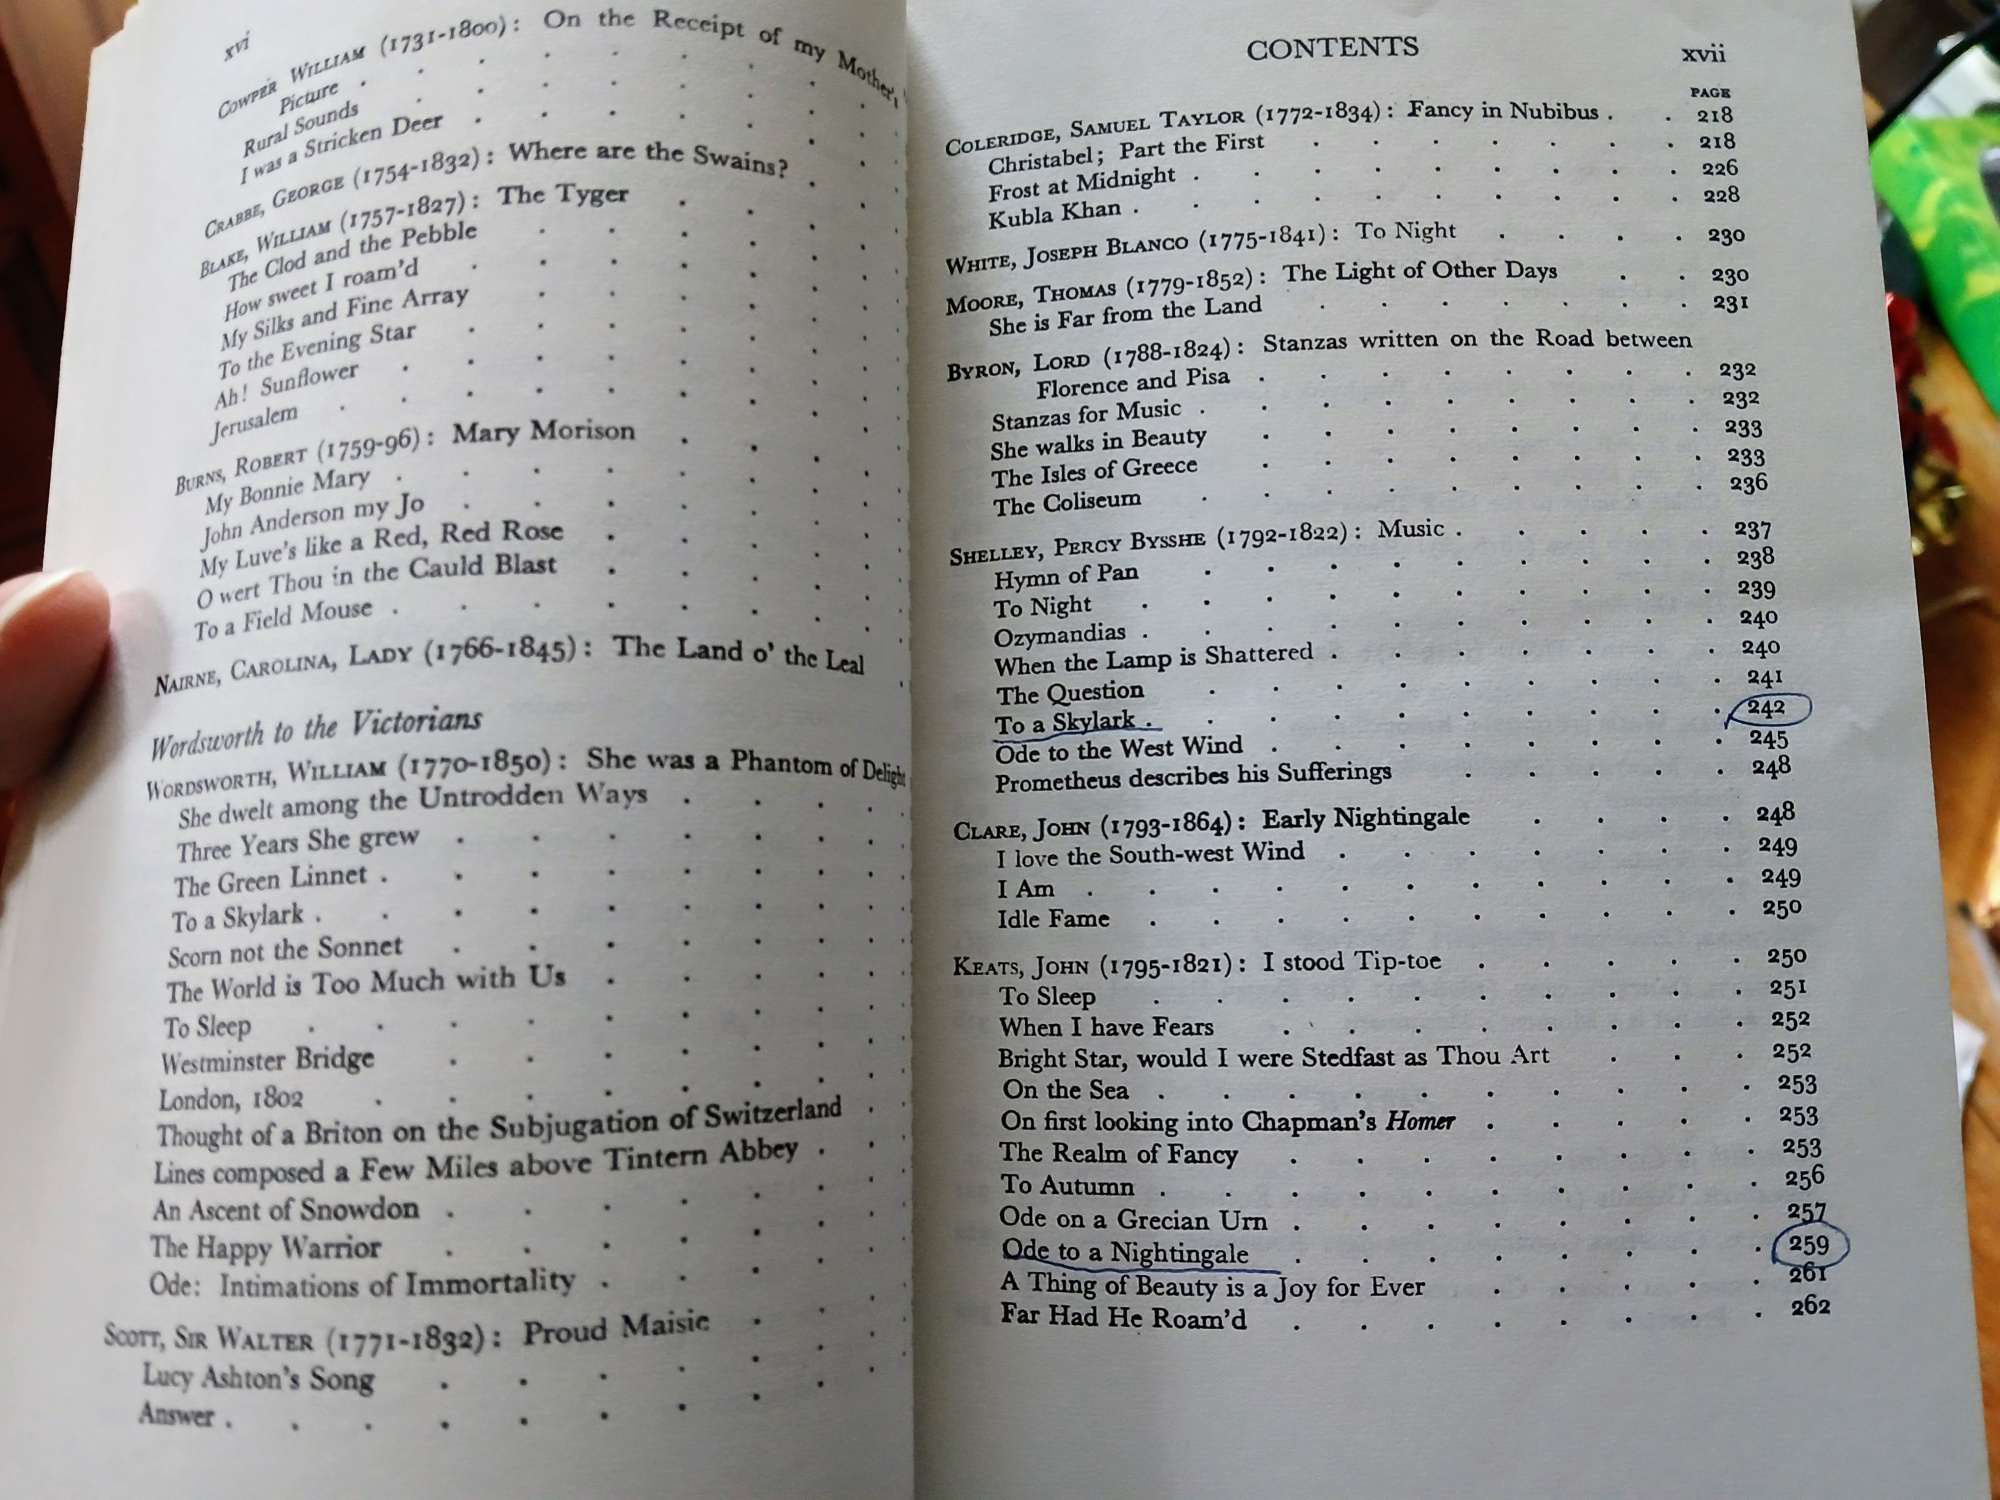 xvi
COWPER WILLIAM (1731-1800): On the Receipt of my Mother's
Picture
Rural Sounds
I was a Stricken Deer
CRABBE, GEORGE (1754-1832): Where are the Swains?
BLAKE, WILLIAM (1757-1827): The Tyger
The Clod and the Pebble
How sweet I roam'd
My Silks and Fine Array
To the Evening Star
Ah! Sunflower
Jerusalem
BURNS, ROBERT (1759-96): Mary Morison
My Bonnie Mary
John Anderson my Jo
My Luve's like a Red, Red Rose
O wert Thou in the Cauld Blast
To a Field Mouse
NAIRNE, CAROLINA, LADY (1766-1845): The Land o' the Leal
Wordsworth to the Victorians
WORDSWORTH, WILLIAM (1770-1850): She was a Phantom of Delight
She dwelt among the Untrodden Ways
Three Years She grew
The Green Linnet
To a Skylark
Scorn not the Sonnet
The World is Too Much with Us
To Sleep
Westminster Bridge
London, 1802
Thought of a Briton on the Subjugation of Switzerland
Lines composed a Few Miles above Tintern Abbey
An Ascent of Snowdon
The Happy Warrior
Ode: Intimations of Immortality
SCOTT, SIR WALTER (1771-1832): Proud Maisie
Lucy Ashton's Song
Answer
CONTENTS xvii
PAGE
COLERIDGE, SAMUEL TAYLOR (1772-1834): Fancy in Nubibus 218
Christabel; Part the First 218
Frost at Midnight 226
Kubla Khan 228
WHITE, JOSEPH BLANCO (1775-1841): To Night 230
MOORE, THOMAS (1779-1852): The Light of Other Days 230
She is Far from the Land 231
BYRON, LORD (1788-1824): Stanzas written on the Road between
Florence and Pisa 232
Stanzas for Music 232
She walks in Beauty 233
The Isles of Greece 233
The Coliseum 236
SHELLEY, PERCY BYSSHE (1792-1822): Music 237
Hymn of Pan 238
To Night 239
Ozymandias 240
When the Lamp is Shattered 240
The Question 241
To a Skylark 242
Ode to the West Wind 245
Prometheus describes his Sufferings 248
CLARE, JOHN (1793-1864): Early Nightingale 248
I love the South-west Wind 249
I Am 249
Idle Fame 250
KEATS, JOHN (1795-1821): I stood Tip-toe 250
To Sleep 251
When I have Fears 252
Bright Star, would I were Stedfast as Thou Art 252
On the Sea 253
On first looking into Chapman's Homer 253
The Realm of Fancy 253
To Autumn 256
Ode on a Grecian Urn 257
Ode to a Nightingale 259
A Thing of Beauty is a Joy for Ever 261
Far Had He Roam'd 262